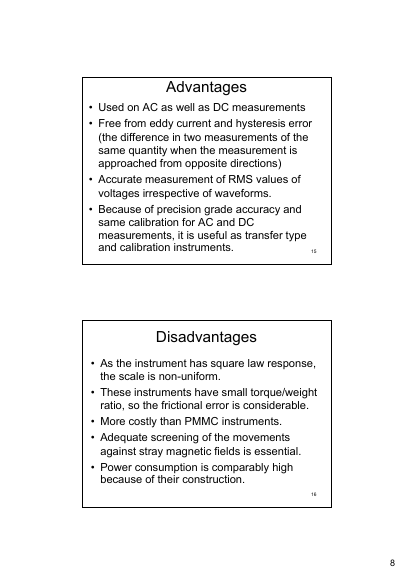 Advantages
• Used on AC as well as DC measurements
• Free from eddy current and hysteresis error
(the difference in two measurements of the
same quantity when the measurement is
approached from opposite directions)
• Accurate measurement of RMS values of
voltages irrespective of waveforms.
• Because of precision grade accuracy and
same calibration for AC and DC
measurements, it is useful as transfer type
and calibration instruments.
15
Disadvantages
• As the instrument has square law response,
the scale is non-uniform.
• These instruments have small torque/weight
ratio, so the frictional error is considerable.
• More costly than PMMC instruments.
• Adequate screening of the movements
against stray magnetic fields is essential.
• Power consumption is comparably high
because of their construction.
16
8